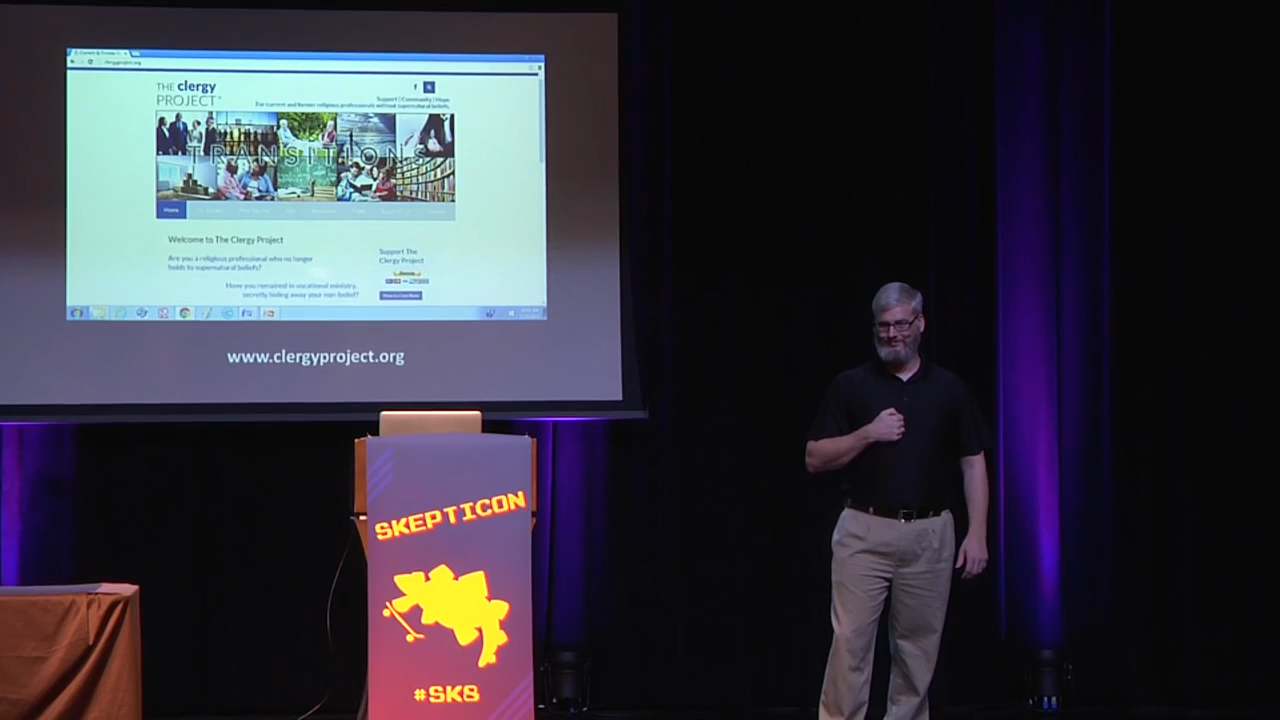 clergyproject.org
THE clergy
PROJECT
f
Support | Community | Hope
For current and former religious professionals without supernatural beliefs.
TRANSITIONS
Home
Welcome to The Clergy Project
Are you a religious professional who no longer
holds to supernatural beliefs?
Have you remained in vocational ministry,
secretly hiding away your non-belief?
Support The
Clergy Project
www.clergyproject.org
SKEPTICON
#SK8